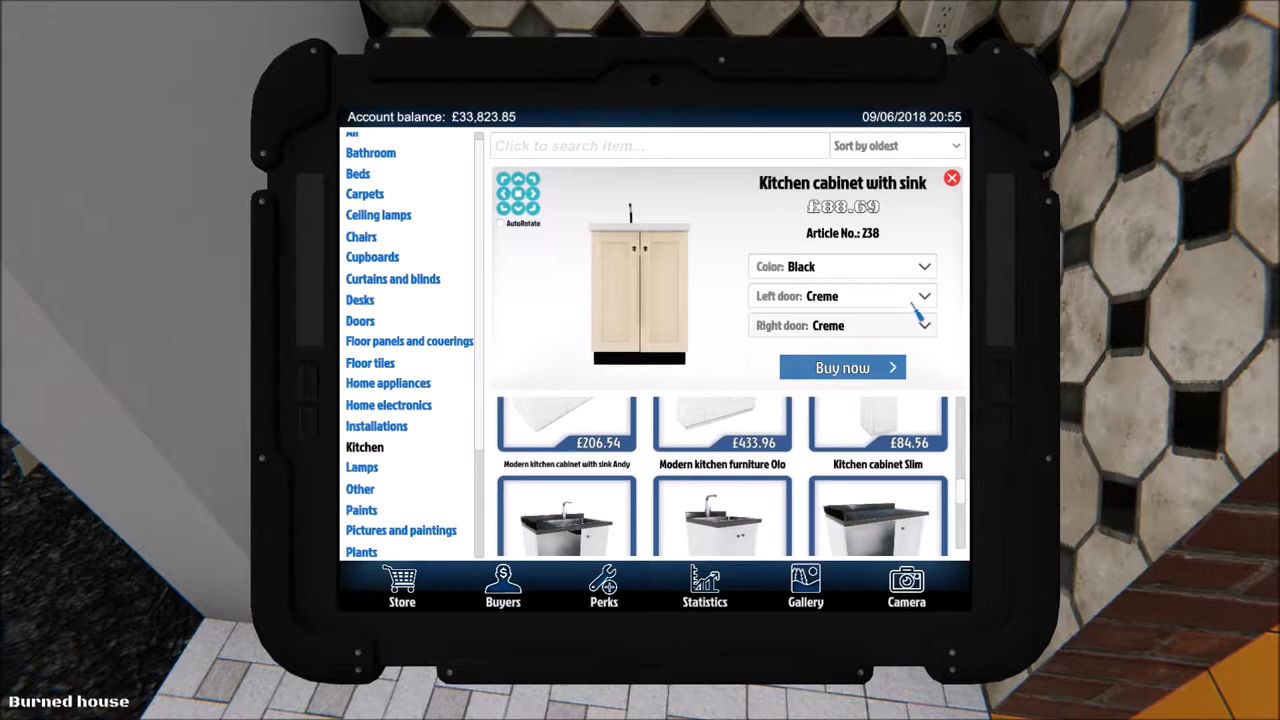 Account balance: £33,823.85
09/06/2018 20:55
All
Bathroom
Beds
Carpets
Ceiling lamps
Chairs
Cupboards
Curtains and blinds
Desks
Doors
Floor panels and coverings
Floor tiles
Home appliances
Home electronics
Installations
Kitchen
Lamps
Other
Paints
Pictures and paintings
Plants
Click to search item...
Sort by oldest
AutoRotate
Kitchen cabinet with sink
£88.69
Article No.: 238
Color: Black
Left door: Creme
Right door: Creme
Buy now
£206.54
£433.96
£84.56
Modern kitchen cabinet with sink Andy
Modern kitchen furniture Olo
Kitchen cabinet Slim
Store
Buyers
Perks
Statistics
Gallery
Camera
Burned house